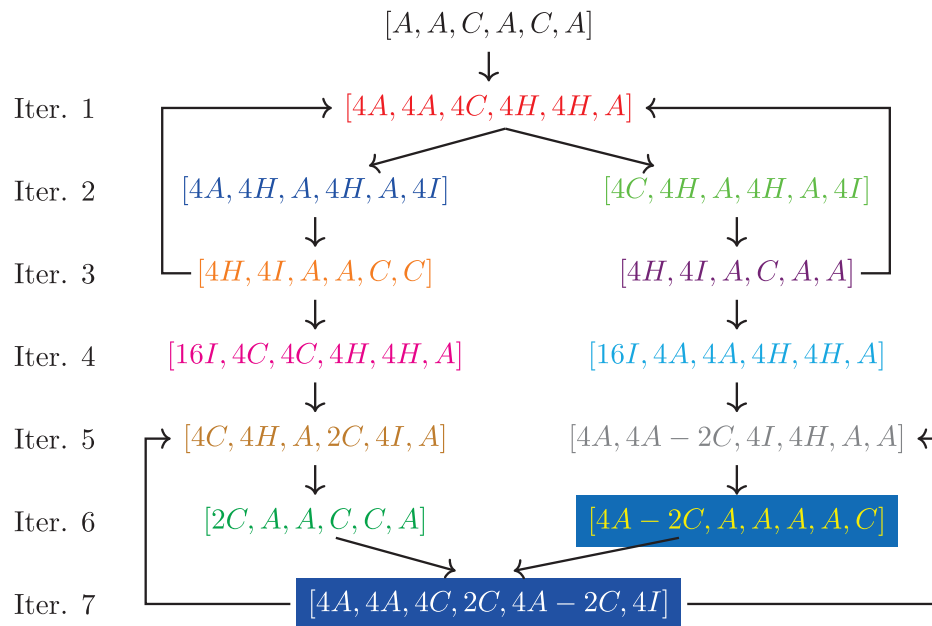 [A, A, C, A, C, A]
Iter. 1 [4A, 4A, 4C, 4H, 4H, A]
Iter. 2 [4A, 4H, A, 4H, A, 4I] [4C, 4H, A, 4H, A, 4I]
Iter. 3 [4H, 4I, A, A, C, C] [4H, 4I, A, C, A, A]
Iter. 4 [16I, 4C, 4C, 4H, 4H, A] [16I, 4A, 4A, 4H, 4H, A]
Iter. 5 [4C, 4H, A, 2C, 4I, A] [4A, 4A − 2C, 4I, 4H, A, A]
Iter. 6 [2C, A, A, C, C, A] [4A − 2C, A, A, A, A, C]
Iter. 7 [4A, 4A, 4C, 2C, 4A − 2C, 4I]